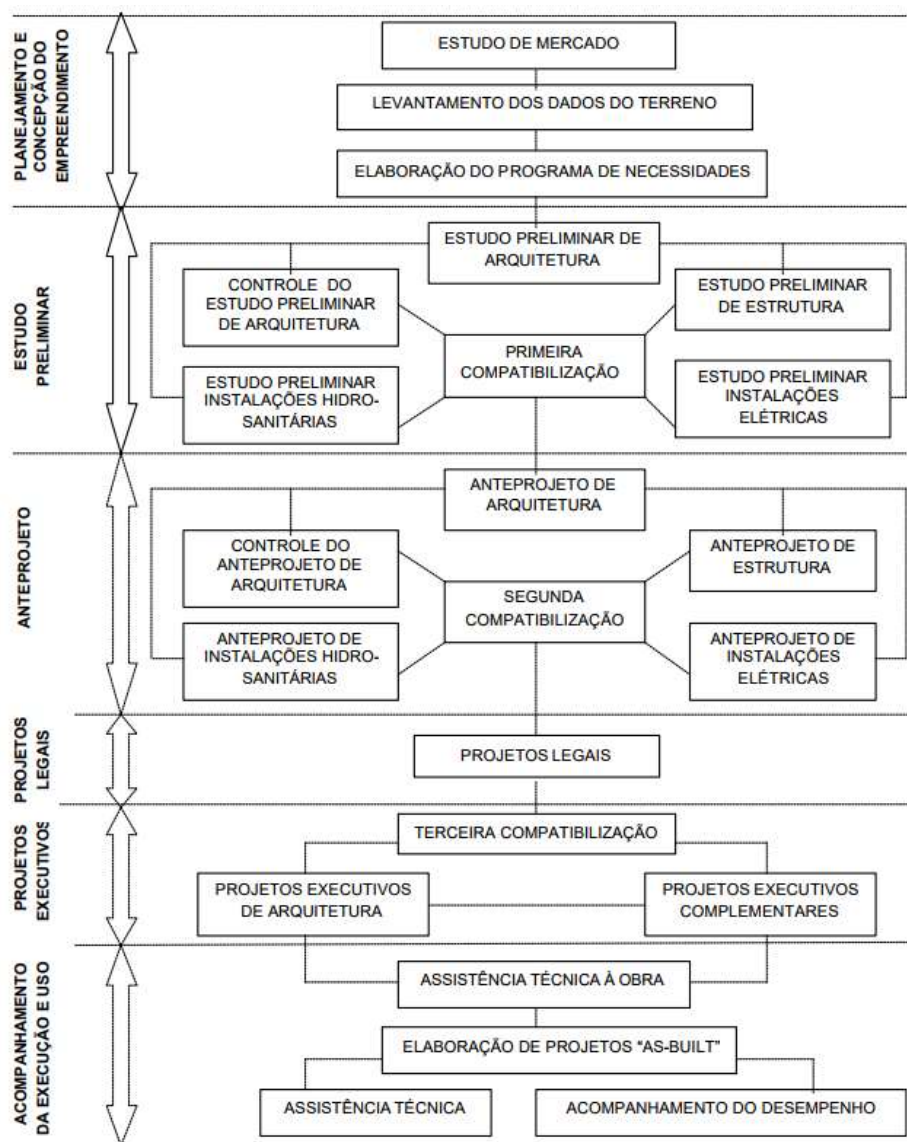 PLANEJAMENTO E
CONCEPÇÃO DO
EMPREENDIMENTO
ESTUDO DE MERCADO
LEVANTAMENTO DOS DADOS DO TERRENO
ELABORAÇÃO DO PROGRAMA DE NECESSIDADES
ESTUDO
PRELIMINAR
ESTUDO PRELIMINAR DE
ARQUITETURA
CONTROLE DO
ESTUDO PRELIMINAR
DE ARQUITETURA
ESTUDO PRELIMINAR
DE ESTRUTURA
PRIMEIRA
COMPATIBILIZAÇÃO
ESTUDO PRELIMINAR
INSTALAÇÕES HIDRO-
SANITÁRIAS
ESTUDO PRELIMINAR
INSTALAÇÕES
ELÉTRICAS
ANTEPROJETO
ANTEPROJETO DE
ARQUITETURA
CONTROLE DO
ANTEPROJETO DE
ARQUITETURA
ANTEPROJETO DE
ESTRUTURA
SEGUNDA
COMPATIBILIZAÇÃO
ANTEPROJETO DE
INSTALAÇÕES HIDRO-
SANITÁRIAS
ANTEPROJETO DE
INSTALAÇÕES
ELÉTRICAS
PROJETOS
LEGAIS
PROJETOS LEGAIS
PROJETOS
EXECUTIVOS
TERCEIRA COMPATIBILIZAÇÃO
PROJETOS EXECUTIVOS
DE ARQUITETURA
PROJETOS EXECUTIVOS
COMPLEMENTARES
ACOMPANHAMENTO
DA EXECUÇÃO E USO
ASSISTÊNCIA TÉCNICA À OBRA
ELABORAÇÃO DE PROJETOS “AS-BUILT”
ASSISTÊNCIA TÉCNICA
ACOMPANHAMENTO DO DESEMPENHO